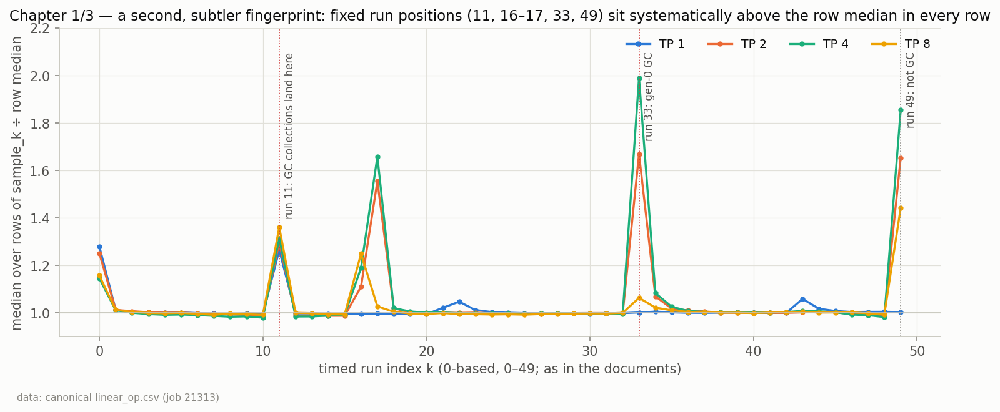 Chapter 1/3 — a second, subtler fingerprint: fixed run positions (11, 16–17, 33, 49) sit systematically above the row median in every row
median over rows of sample_k ÷ row median
2.2
2.0
1.8
1.6
1.4
1.2
1.0
TP 1
TP 2
TP 4
TP 8
run 11: GC collections land here
run 33: gen-0 GC
run 49: not GC
0
10
20
30
40
50
timed run index k (0-based, 0–49; as in the documents)
data: canonical linear_op.csv (job 21313)